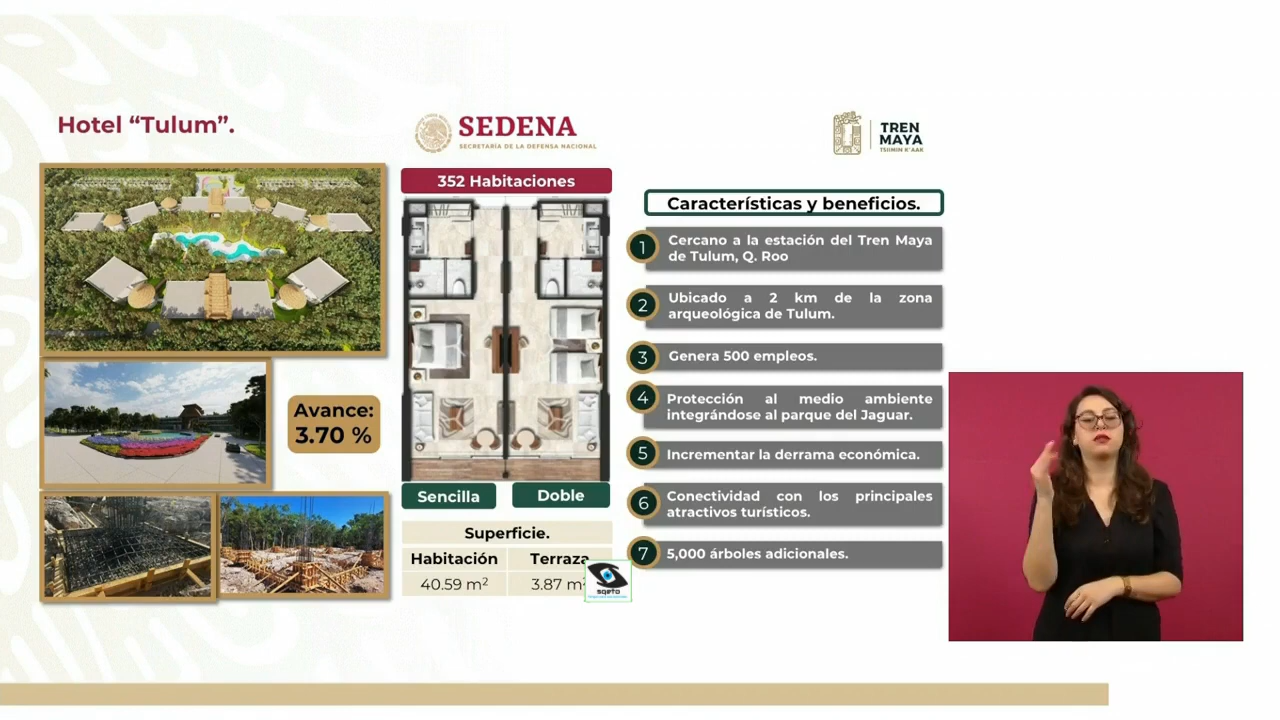 Hotel “Tulum”.
SEDENA
SECRETARÍA DE LA DEFENSA NACIONAL
TREN
MAYA
TSIIMIN K'ÁAK
352 Habitaciones
Avance:
3.70 %
Sencilla
Doble
Superficie.
Habitación Terraza
40.59 m² 3.87 m²
Características y beneficios.
1 Cercano a la estación del Tren Maya
de Tulum, Q. Roo
2 Ubicado a 2 km de la zona
arqueológica de Tulum.
3 Genera 500 empleos.
4 Protección al medio ambiente
integrándose al parque del Jaguar.
5 Incrementar la derrama económica.
6 Conectividad con los principales
atractivos turísticos.
7 5,000 árboles adicionales.